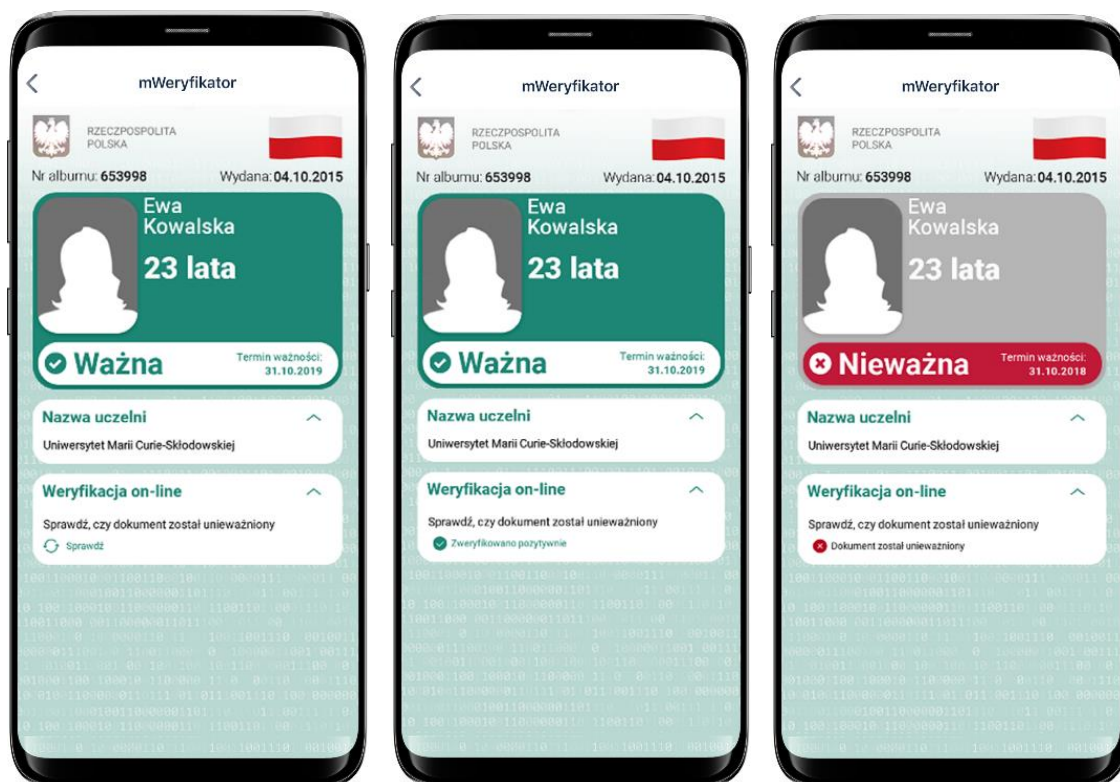 mWeryfikator
RZECZPOSPOLITA
POLSKA
Nr albumu: 653998 Wydana: 04.10.2015
Ewa
Kowalska
23 lata
Ważna Termin ważności:
31.10.2019
Nazwa uczelni
Uniwersytet Marii Curie-Skłodowskiej
Weryfikacja on-line
Sprawdź, czy dokument został unieważniony
Sprawdź
mWeryfikator
RZECZPOSPOLITA
POLSKA
Nr albumu: 653998 Wydana: 04.10.2015
Ewa
Kowalska
23 lata
Ważna Termin ważności:
31.10.2019
Nazwa uczelni
Uniwersytet Marii Curie-Skłodowskiej
Weryfikacja on-line
Sprawdź, czy dokument został unieważniony
Zweryfikowano pozytywnie
mWeryfikator
RZECZPOSPOLITA
POLSKA
Nr albumu: 653998 Wydana: 04.10.2015
Ewa
Kowalska
23 lata
Nieważna Termin ważności:
31.10.2018
Nazwa uczelni
Uniwersytet Marii Curie-Skłodowskiej
Weryfikacja on-line
Sprawdź, czy dokument został unieważniony
Dokument został unieważniony